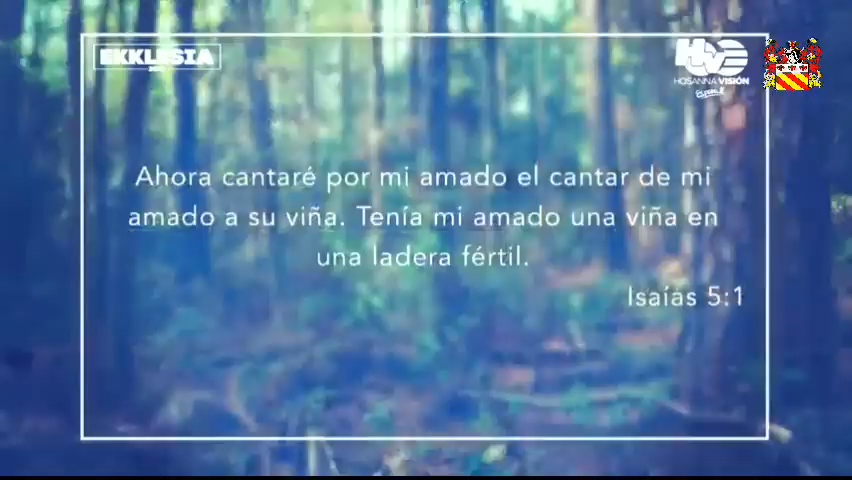 EKKLESIA
HOSANNA VISIÓN
Ahora cantaré por mi amado el cantar de mi
amado a su viña. Tenía mi amado una viña en
una ladera fértil.
Isaías 5:1